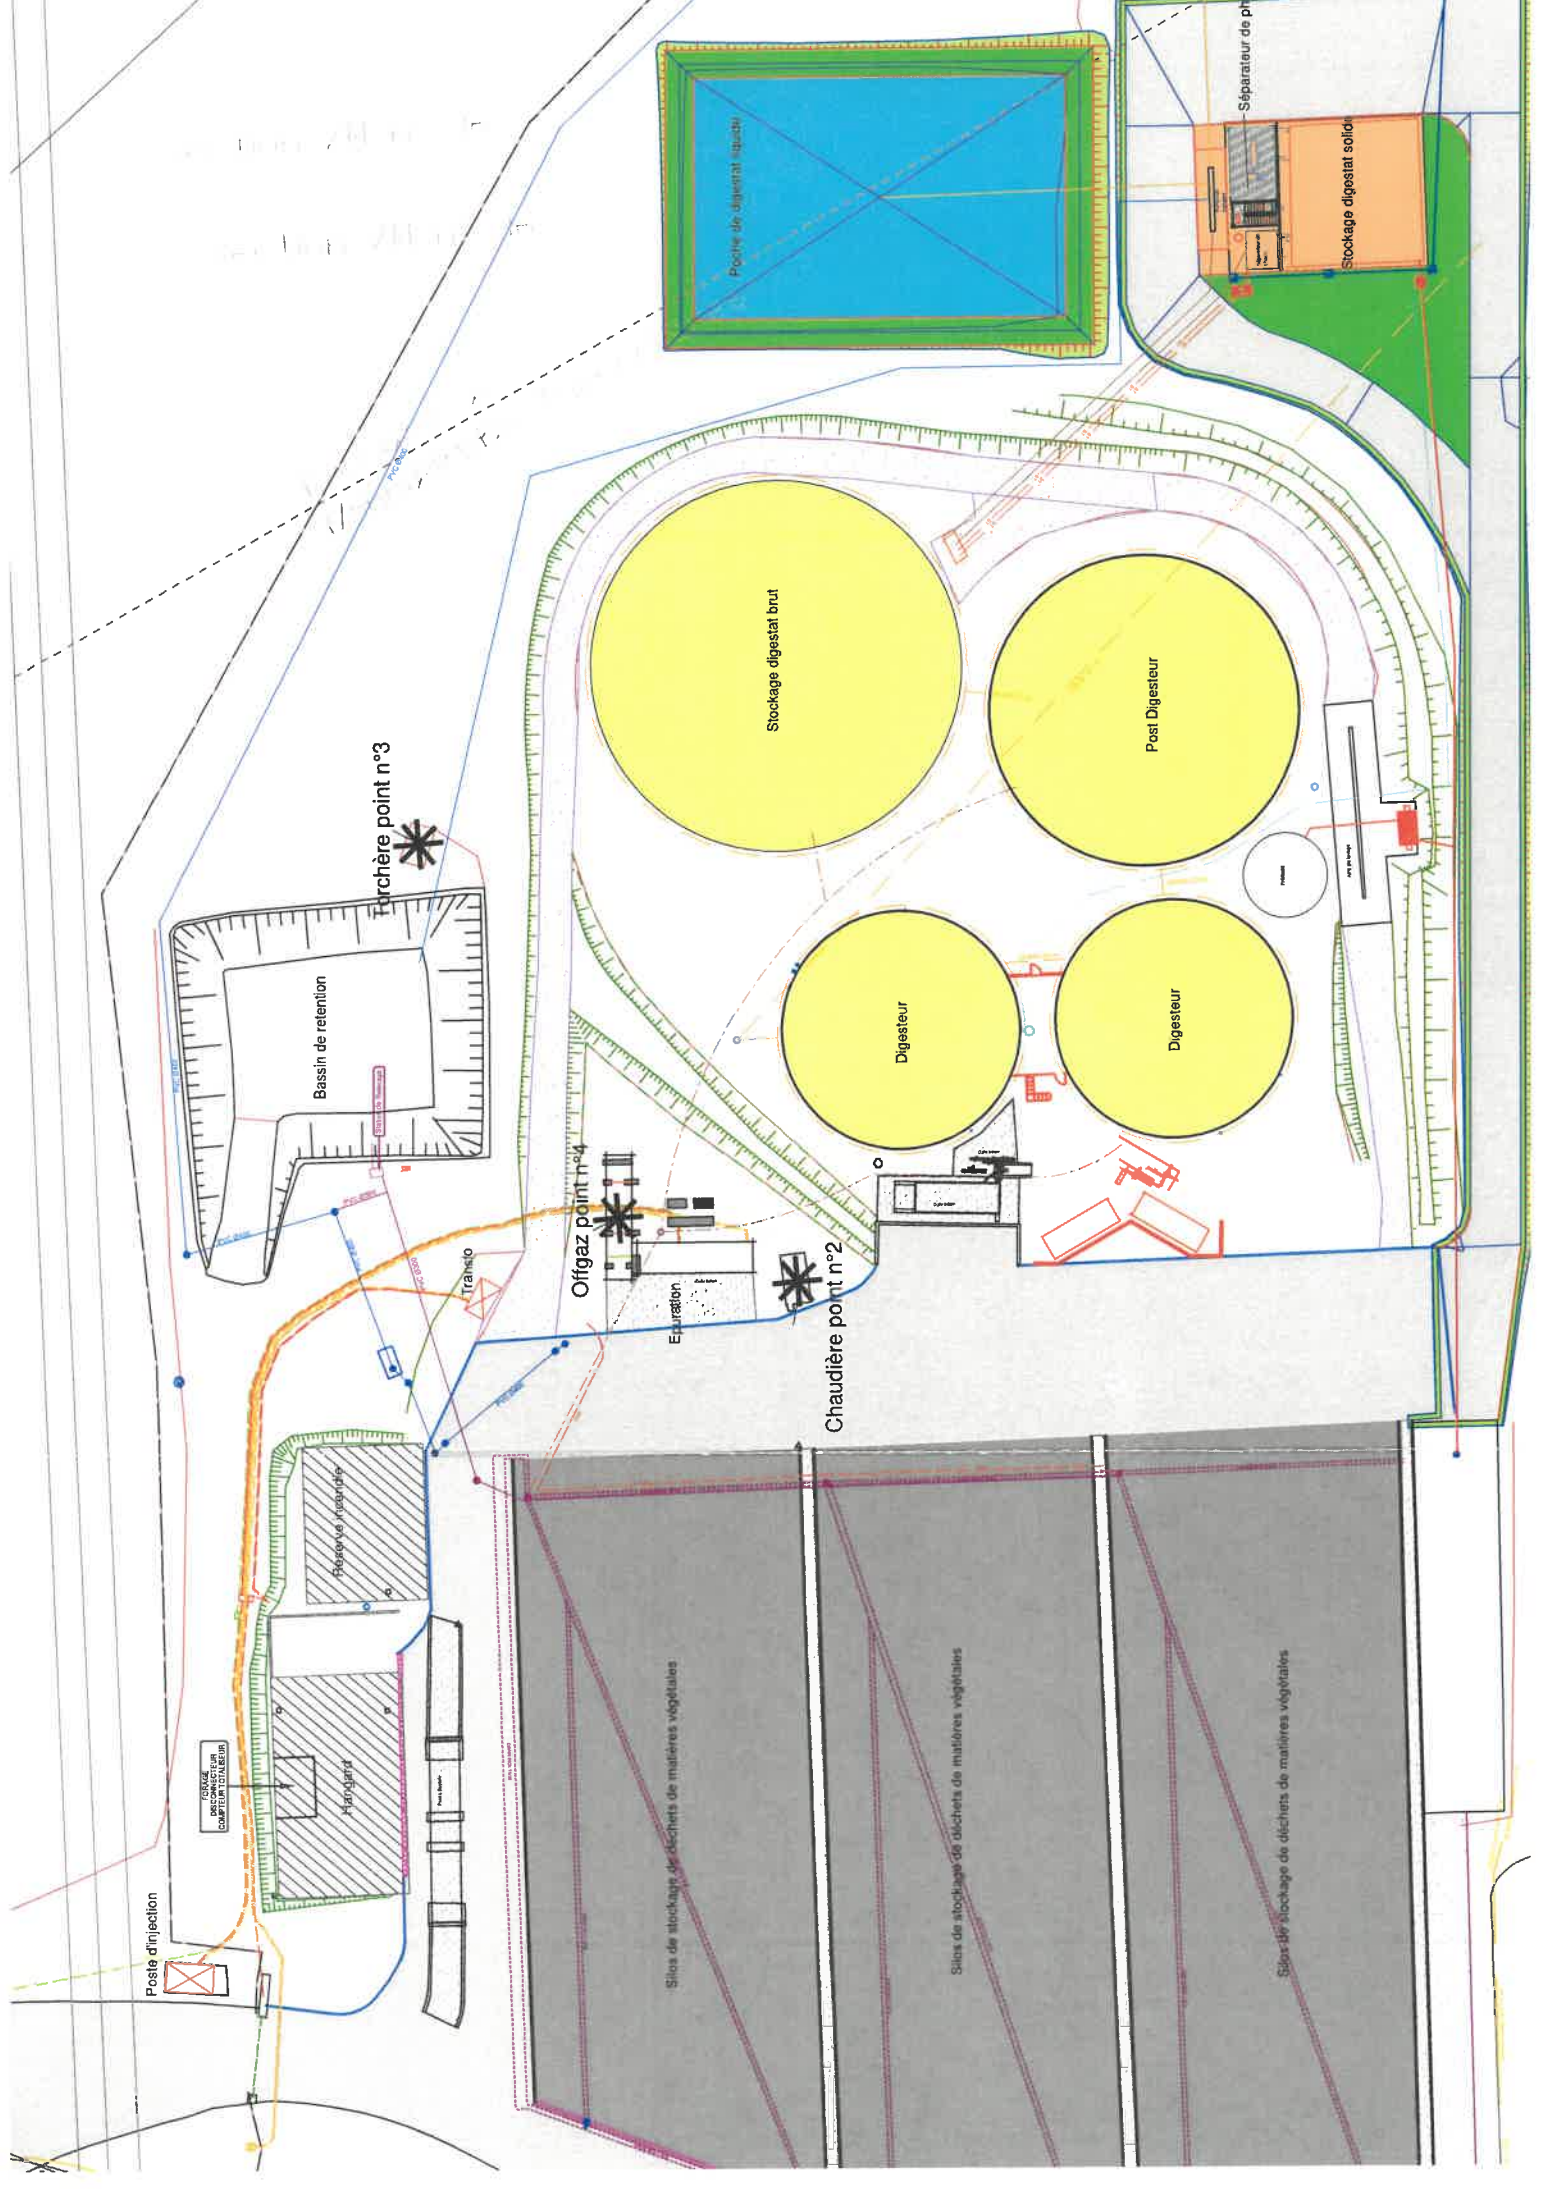 Séparateur de ph
Poche de digestat liquide
Stockage digestat solide
PVC Ø400
Stockage digestat brut
Post Digesteur
Torchère point n°3
Bassin de retention
Digesteur
Digesteur
Offgaz point n°4
Transfo
Epuration
Chaudière point n°2
Réserve incendie
FORAGE
DISCONNECTEUR
COMPTEUR TOTALISEUR
Hangard
Poste d'injection
Silos de stockage de déchets de matières végétales
Silos de stockage de déchets de matières végétales
Silos de stockage de déchets de matières végétales